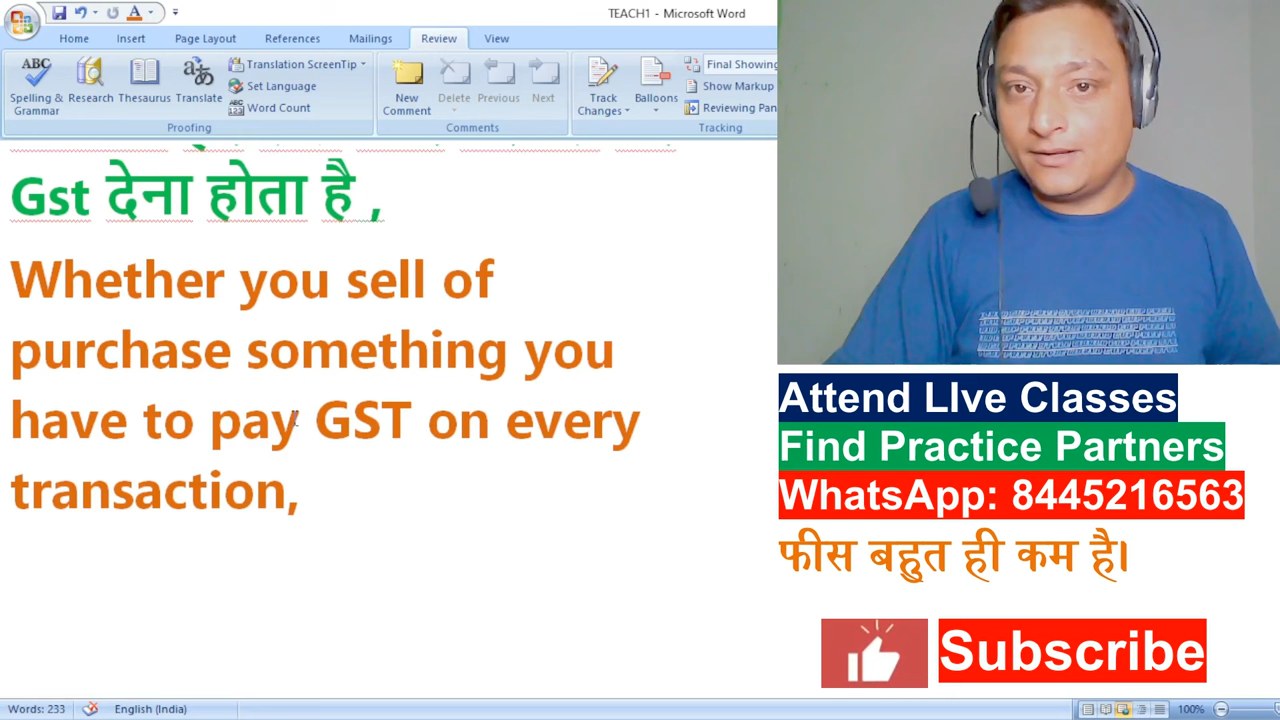 TEACH1 - Microsoft Word
Home Insert Page Layout References Mailings Review View
ABC
Spelling & Grammar
Research
Thesaurus
Translate
Translation ScreenTip
Set Language
Word Count
Proofing
New Comment
Delete
Previous
Next
Comments
Track Changes
Balloons
Final Showing
Show Markup
Reviewing Pan
Tracking
Gst देना होता है ,
Whether you sell of
purchase something you
have to pay GST on every
transaction,
Attend LIve Classes
Find Practice Partners
WhatsApp: 8445216563
फीस बहुत ही कम है।
Subscribe
Words: 233 English (India) 100%